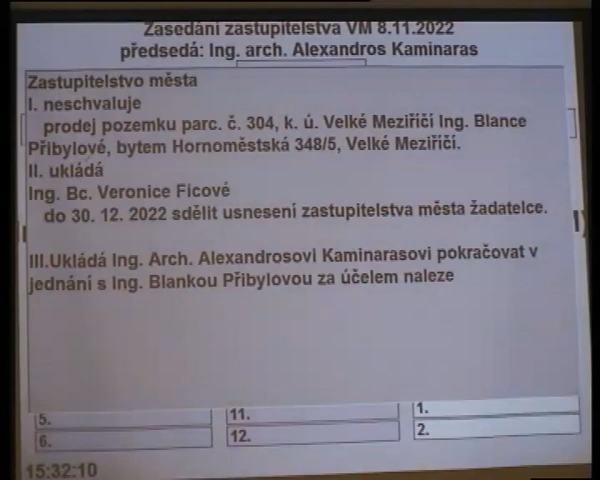 Zasedání zastupitelstva VM 8.11.2022
předsedá: Ing. arch. Alexandros Kaminaras
Zastupitelstvo města
I. neschvaluje
prodej pozemku parc. č. 304, k. ú. Velké Meziříčí Ing. Blance
Přibylové, bytem Hornoměstská 348/5, Velké Meziříčí.
II. ukládá
Ing. Bc. Veronice Ficové
do 30. 12. 2022 sdělit usnesení zastupitelstva města žadatelce.
III.Ukládá Ing. Arch. Alexandrosovi Kaminarasovi pokračovat v
jednání s Ing. Blankou Přibylovou za účelem naleze
5. 11. 1.
6. 12. 2.
15:32:10